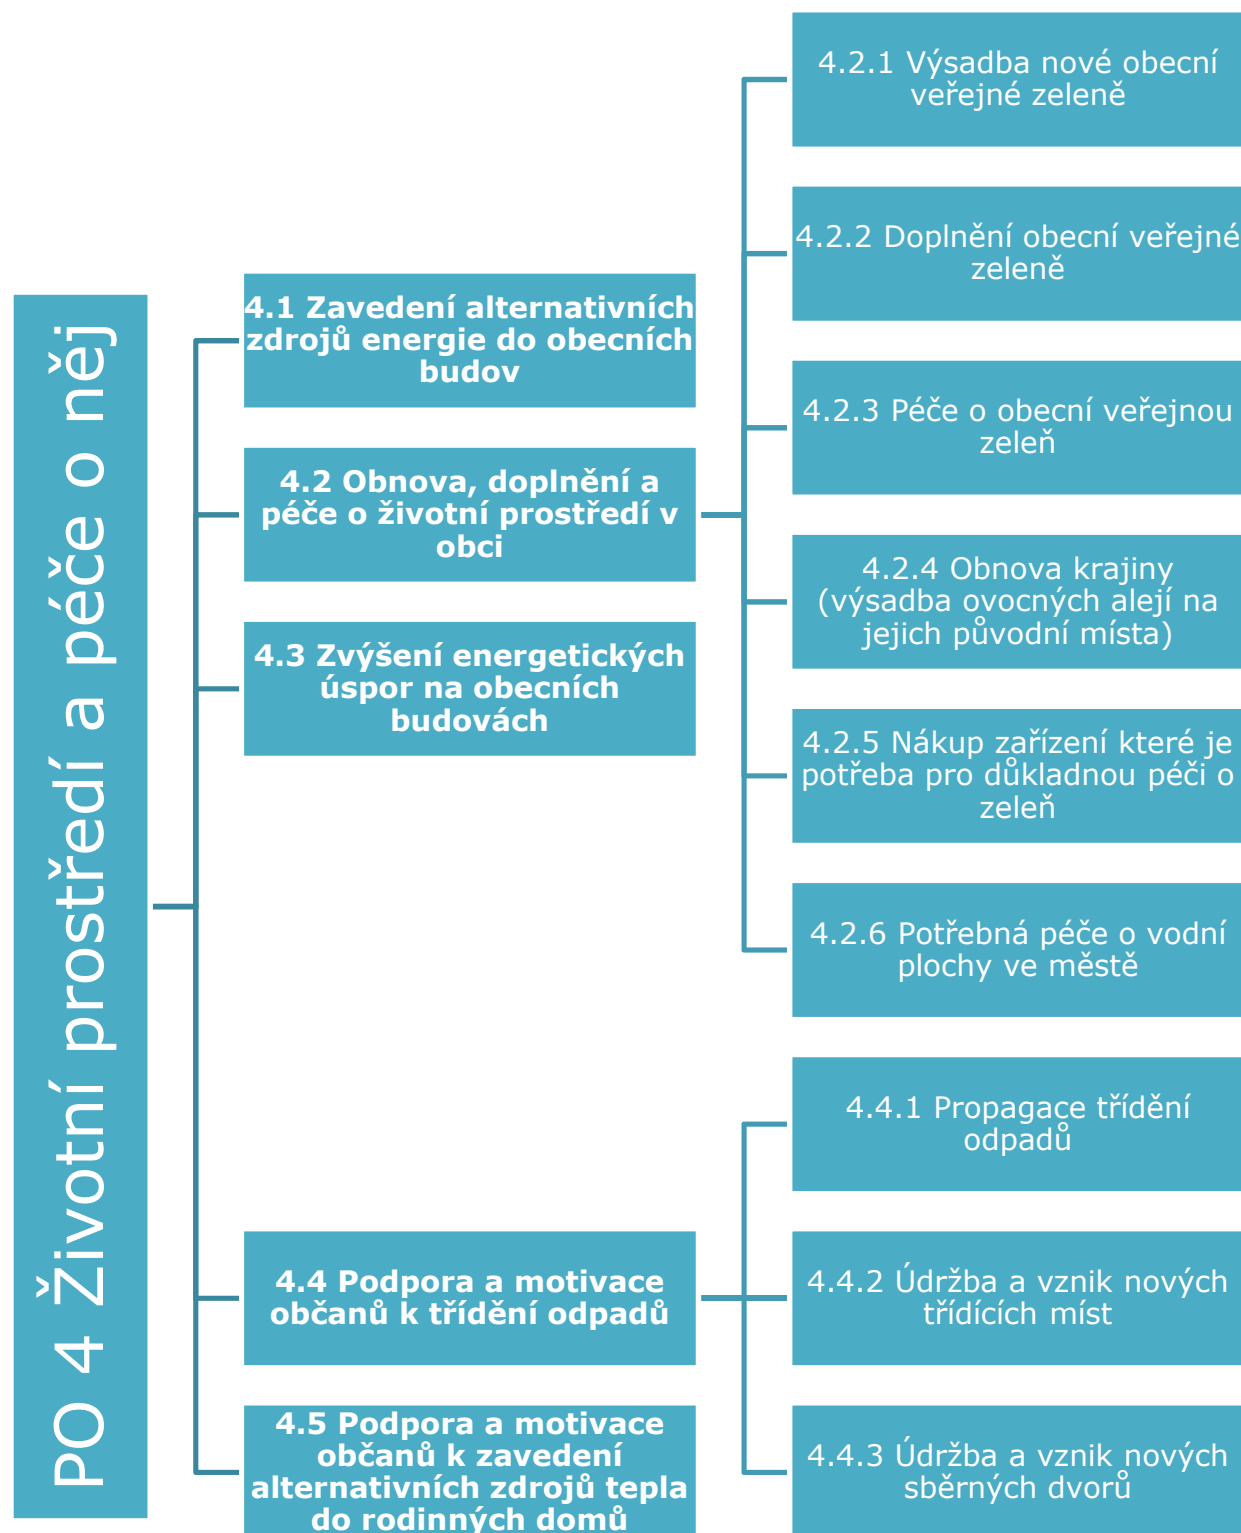 PO 4 Životní prostředí a péče o něj
4.1 Zavedení alternativních
zdrojů energie do obecních
budov
4.2 Obnova, doplnění a
péče o životní prostředí v
obci
4.2.1 Výsadba nové obecní
veřejné zeleně
4.2.2 Doplnění obecní veřejné
zeleně
4.2.3 Péče o obecní veřejnou
zeleň
4.2.4 Obnova krajiny
(výsadba ovocných alejí na
jejich původní místa)
4.2.5 Nákup zařízení které je
potřeba pro důkladnou péči o
zeleň
4.2.6 Potřebná péče o vodní
plochy ve městě
4.3 Zvýšení energetických
úspor na obecních
budovách
4.4 Podpora a motivace
občanů k třídění odpadů
4.4.1 Propagace třídění
odpadů
4.4.2 Údržba a vznik nových
třídících míst
4.4.3 Údržba a vznik nových
sběrných dvorů
4.5 Podpora a motivace
občanů k zavedení
alternativních zdrojů tepla
do rodinných domů